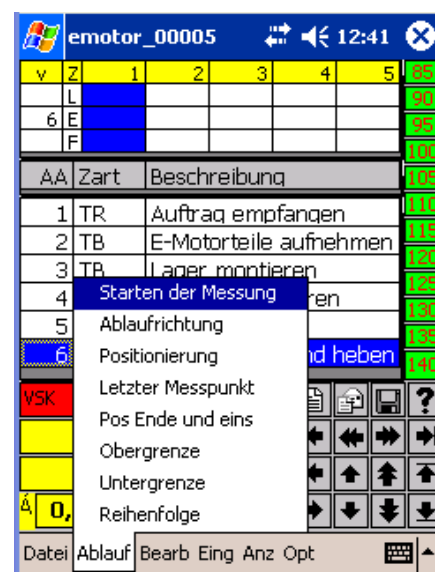 emotor_00005 12:41
v Z 1 2 3 4 5 85
L 90
6 E 95
F 100
AA Zart Beschreibung 105
1 TR Auftrag empfangen 110
2 TB E-Motorteile aufnehmen 115
3 TB Lager montieren 120
4 ren 125
5 130
6 nd heben 135
140
Starten der Messung
Ablaufrichtung
Positionierung
Letzter Messpunkt
Pos Ende und eins
Obergrenze
Untergrenze
Reihenfolge
VSK ?
0,
Datei Ablauf Bearb Eing Anz Opt